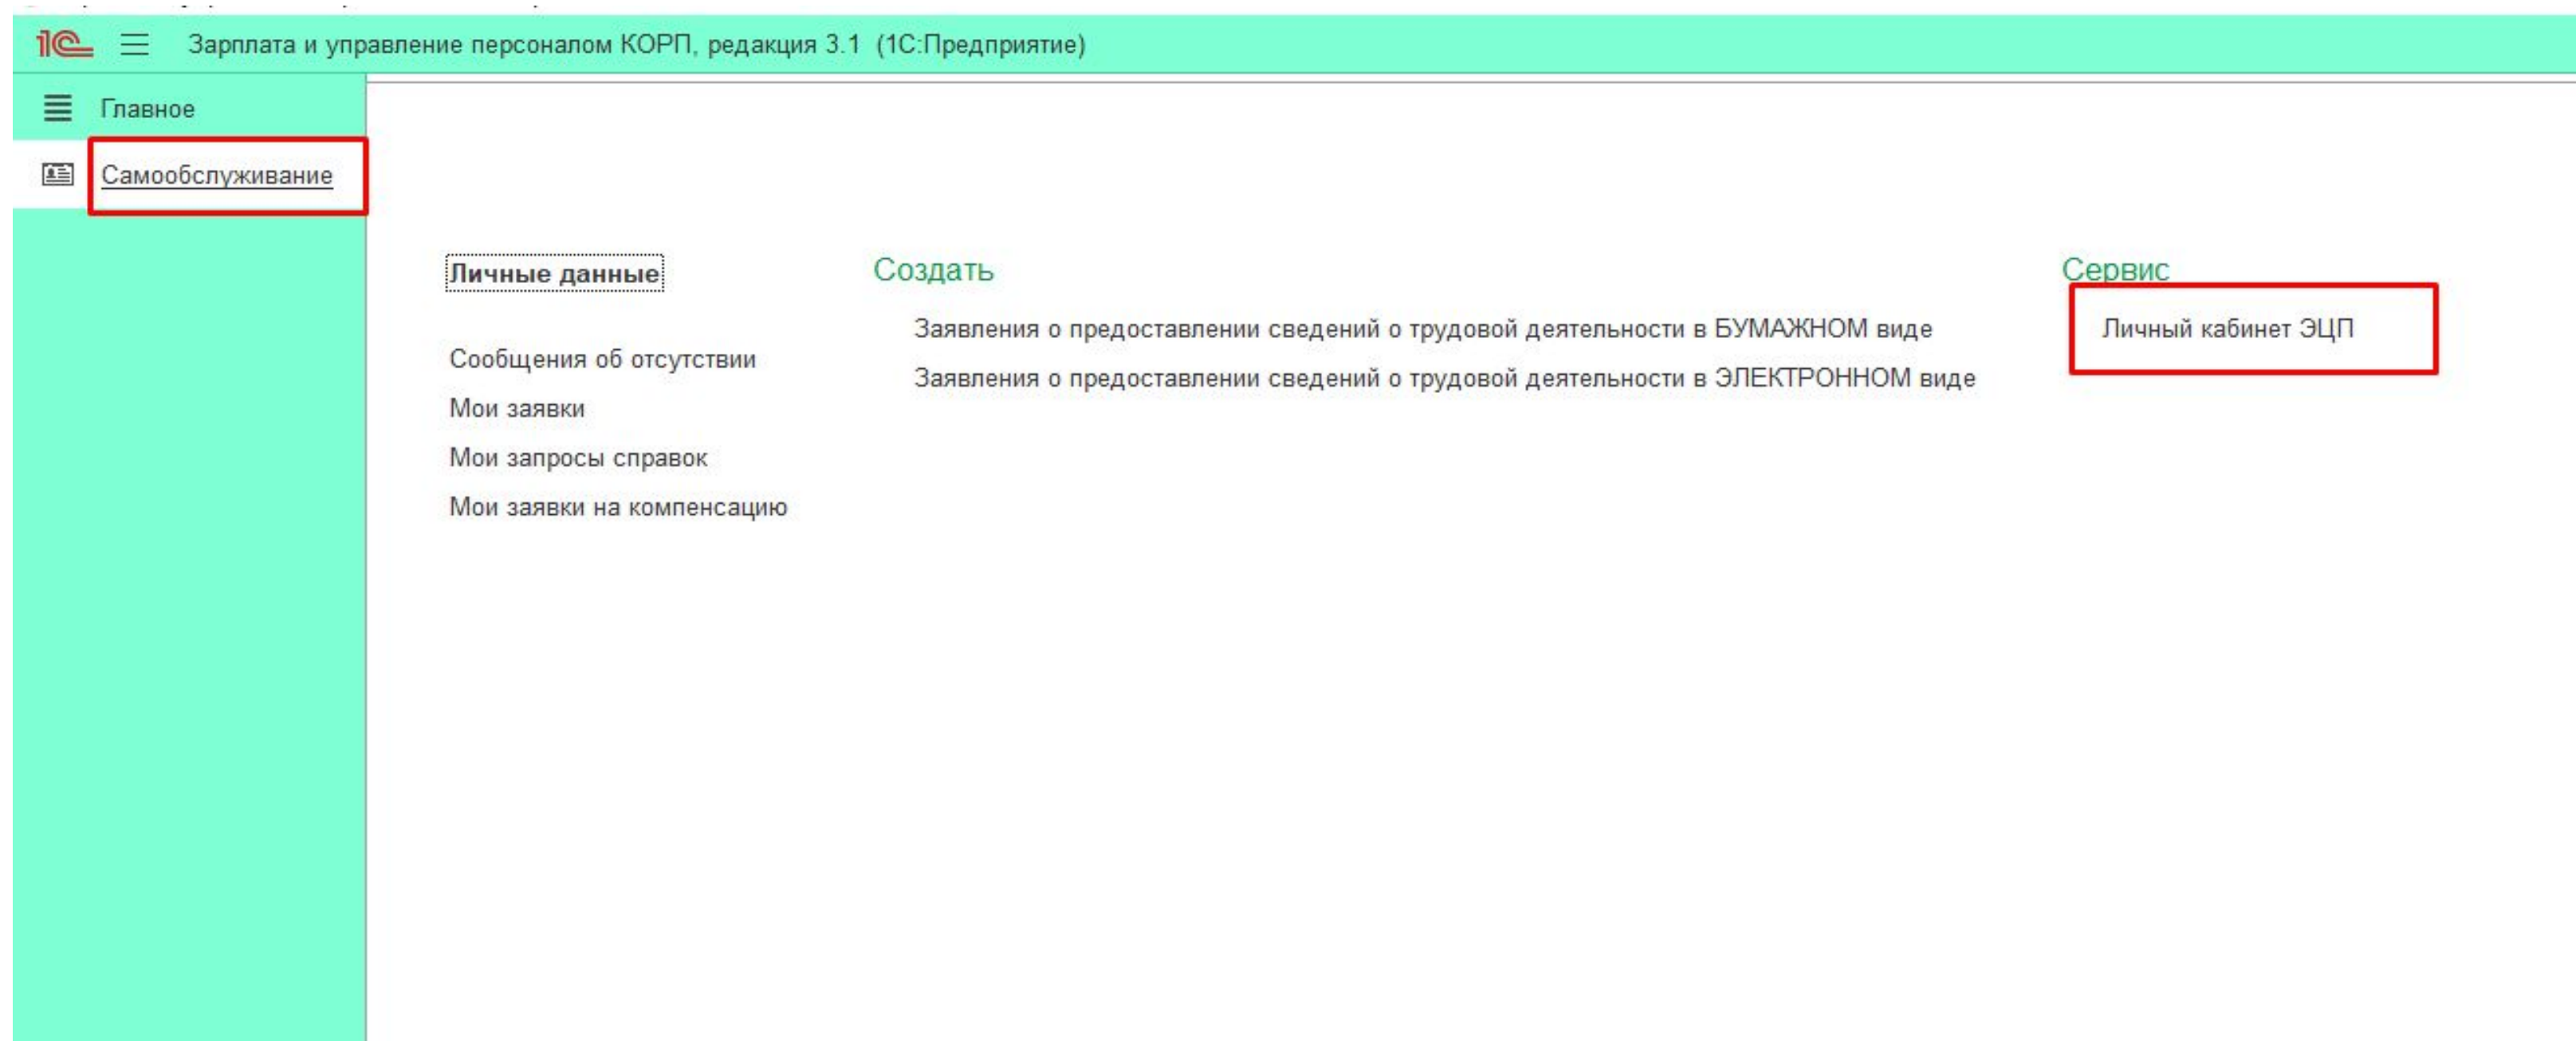 1С Зарплата и управление персоналом КОРП, редакция 3.1 (1С:Предприятие)
Главное
Самообслуживание
Личные данные
Сообщения об отсутствии
Мои заявки
Мои запросы справок
Мои заявки на компенсацию
Создать
Заявления о предоставлении сведений о трудовой деятельности в БУМАЖНОМ виде
Заявления о предоставлении сведений о трудовой деятельности в ЭЛЕКТРОННОМ виде
Сервис
Личный кабинет ЭЦП